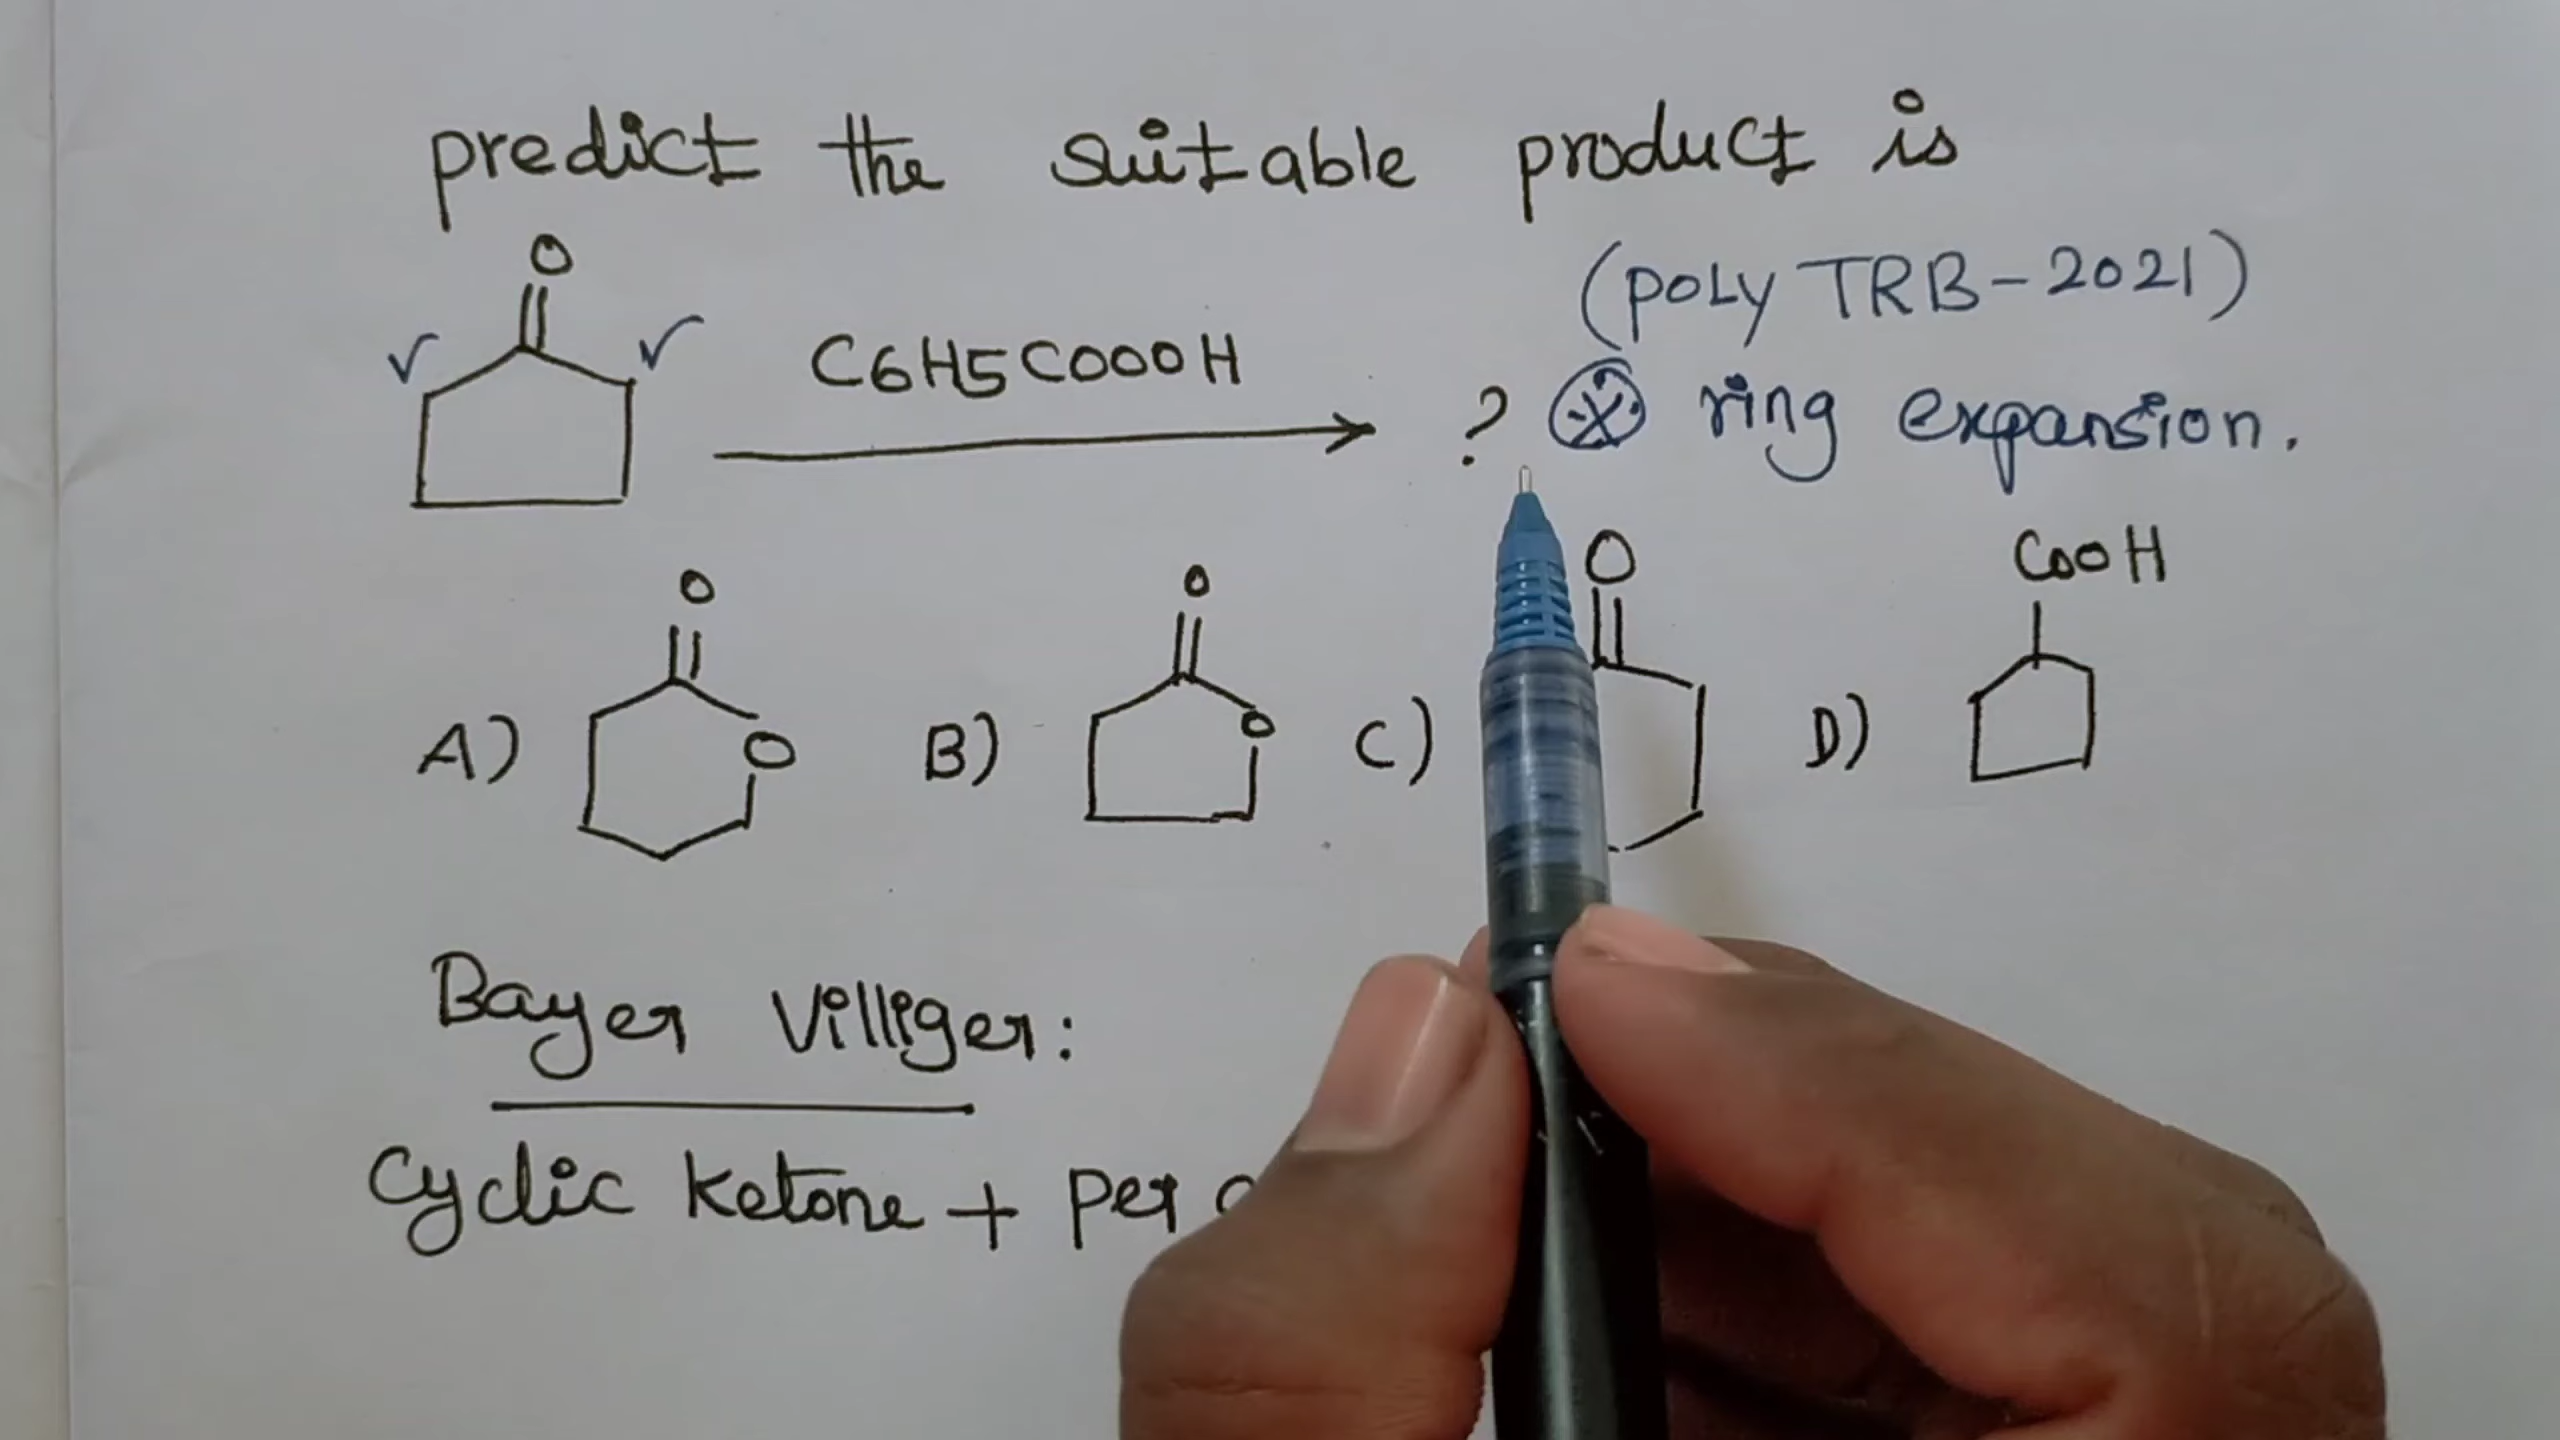 predict the suitable product is
(POLY TRB-2021)
O
C6H5COOOH
? ⊛ ring expansion.
O O O COOH
A) O B) O C) D)
Bayer Villiger:
Cyclic ketone + Per